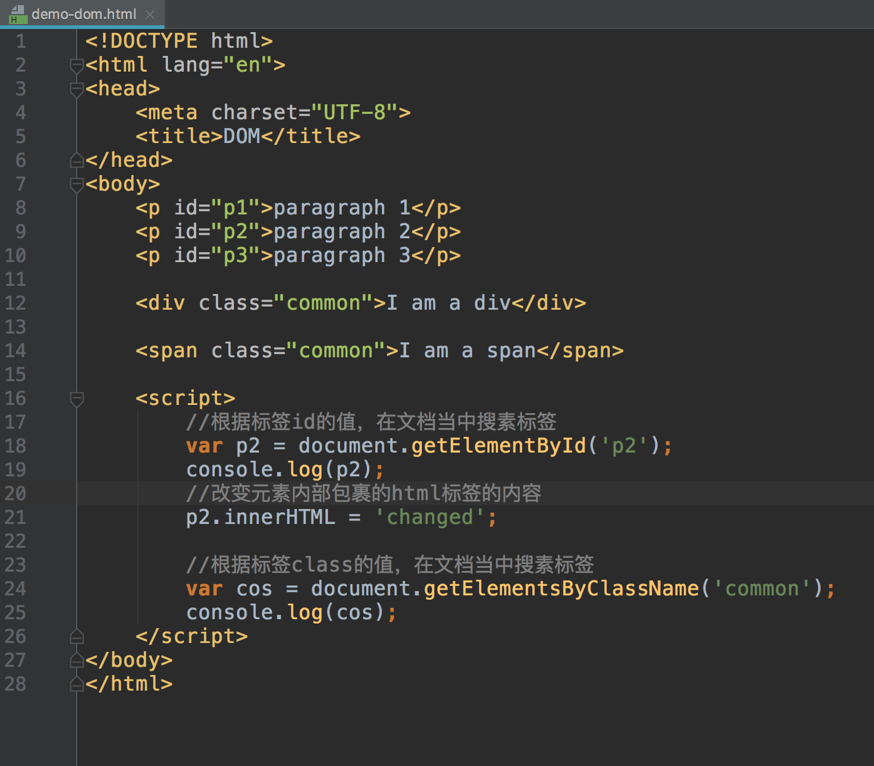 demo-dom.html
1 <!DOCTYPE html>
2 <html lang="en">
3 <head>
4     <meta charset="UTF-8">
5     <title>DOM</title>
6 </head>
7 <body>
8     <p id="p1">paragraph 1</p>
9     <p id="p2">paragraph 2</p>
10     <p id="p3">paragraph 3</p>
11
12     <div class="common">I am a div</div>
13
14     <span class="common">I am a span</span>
15
16     <script>
17         //根据标签id的值，在文档当中搜素标签
18         var p2 = document.getElementById('p2');
19         console.log(p2);
20         //改变元素内部包裹的html标签的内容
21         p2.innerHTML = 'changed';
22
23         //根据标签class的值，在文档当中搜素标签
24         var cos = document.getElementsByClassName('common');
25         console.log(cos);
26     </script>
27 </body>
28 </html>